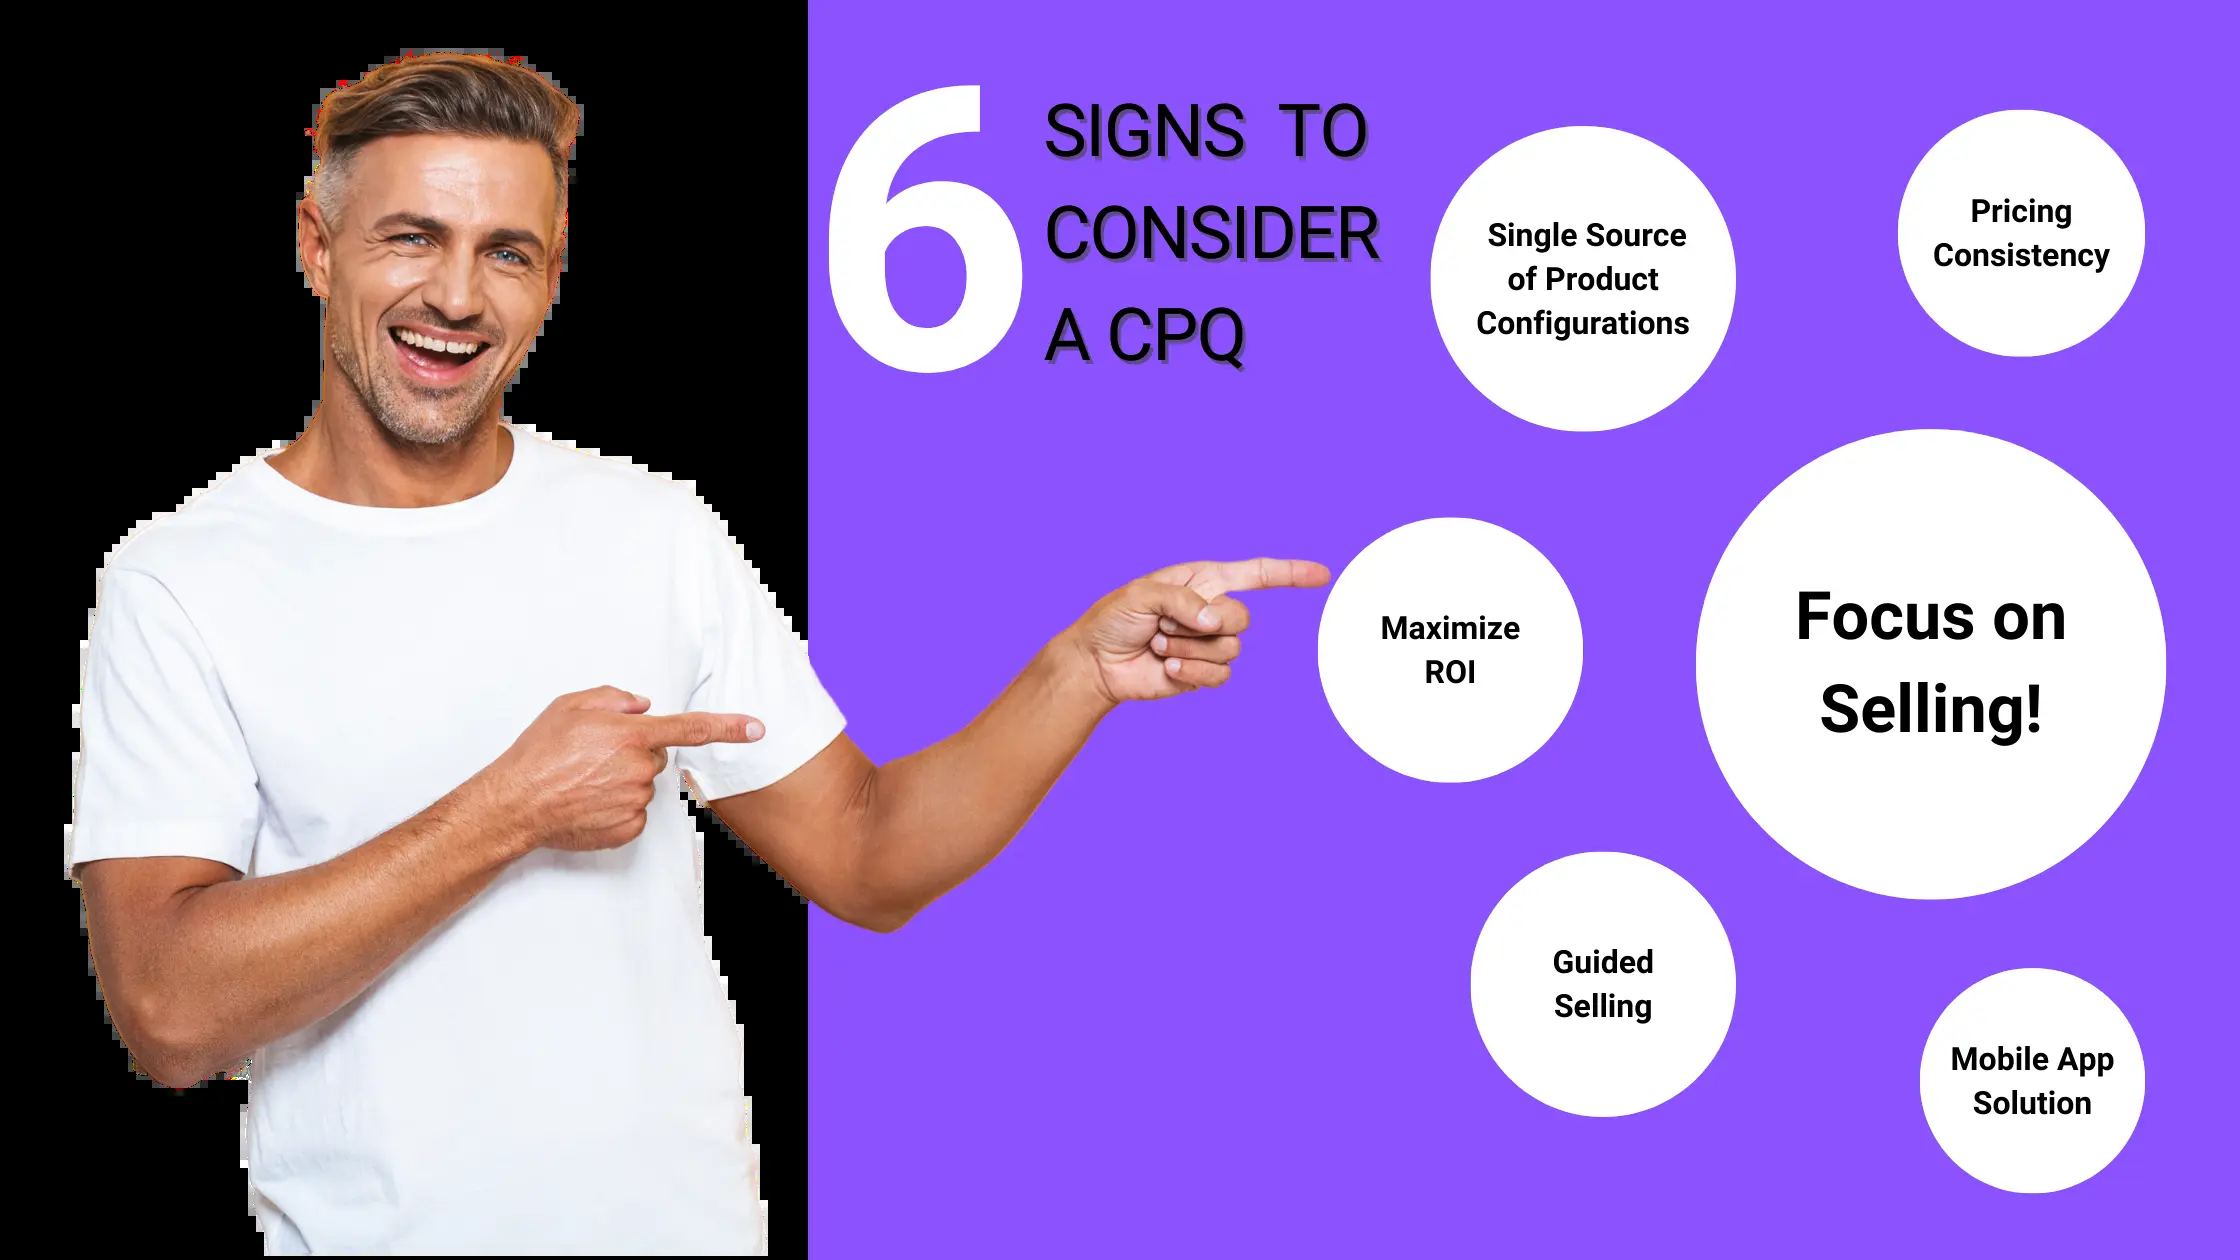 6
SIGNS TO
CONSIDER
A CPQ
Single Source
of Product
Configurations
Pricing
Consistency
Maximize
ROI
Focus on
Selling!
Guided
Selling
Mobile App
Solution